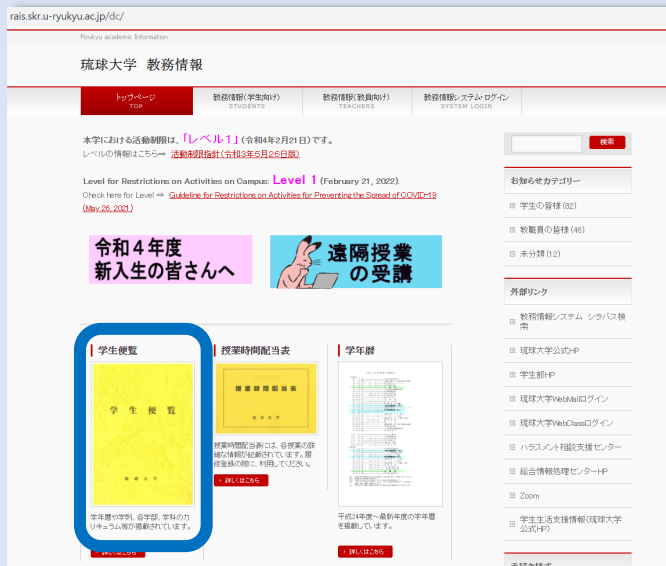 rais.skr.u-ryukyu.ac.jp/dc/
Ryukyu academic Information
琉球大学 教務情報
トップページ
TOP
教務情報(学生向け)
STUDENTS
教務情報(教員向け)
TEACHERS
教務情報システム・ログイン
SYSTEM LOGIN
本学における活動制限は、「レベル１」(令和4年2月21日)です。
レベルの情報はこちら⇒ 活動制限指針(令和3年5月26日版)
Level for Restrictions on Activities on Campus: Level 1 (February 21, 2022).
Check here for Level ⇒ Guideline for Restrictions on Activities for Preventing the Spread of COVID-19
(May 26, 2021)
令和４年度
新入生の皆さんへ
遠隔授業
の受講
学生便覧
学生便覧
琉球大学
学年暦や学則、各学部、学科のカ
リキュラム等が掲載されています。
詳しくはこちら
授業時間配当表
授業時間配当表
琉球大学
授業時間配当表には、各授業の詳
細な情報が記載されています。履
修登録の際に、利用してください。
詳しくはこちら
学年暦
平成24年度～最新年度の学年暦
を掲載しています。
詳しくはこちら
検索
お知らせカテゴリー
学生の皆様 (82)
教職員の皆様 (46)
未分類 (12)
外部リンク
教務情報システム シラバス検
索
琉球大学公式HP
学生部HP
琉球大学WebMailログイン
琉球大学WebClassログイン
ハラスメント相談支援センター
総合情報処理センターHP
Zoom
学生生活支援情報(琉球大学
公式HP)